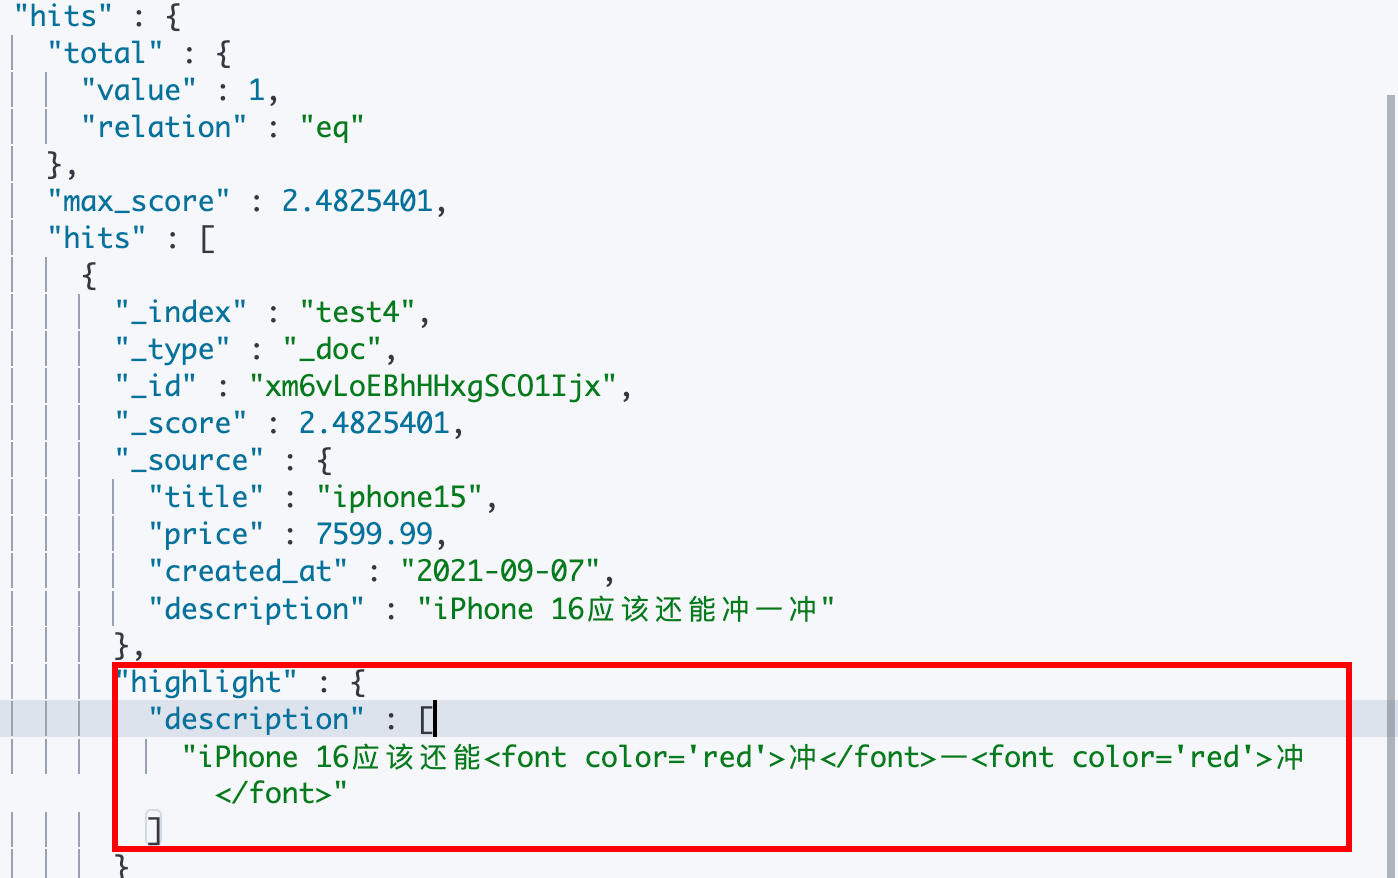 "hits" : {
"total" : {
"value" : 1,
"relation" : "eq"
},
"max_score" : 2.4825401,
"hits" : [
{
"_index" : "test4",
"_type" : "_doc",
"_id" : "xm6vLoEBhHHxgSCO1Ijx",
"_score" : 2.4825401,
"_source" : {
"title" : "iphone15",
"price" : 7599.99,
"created_at" : "2021-09-07",
"description" : "iPhone 16应该还能冲一冲"
},
"highlight" : {
"description" : [
"iPhone 16应该还能<font color='red'>冲</font>一<font color='red'>冲
</font>"
]
}